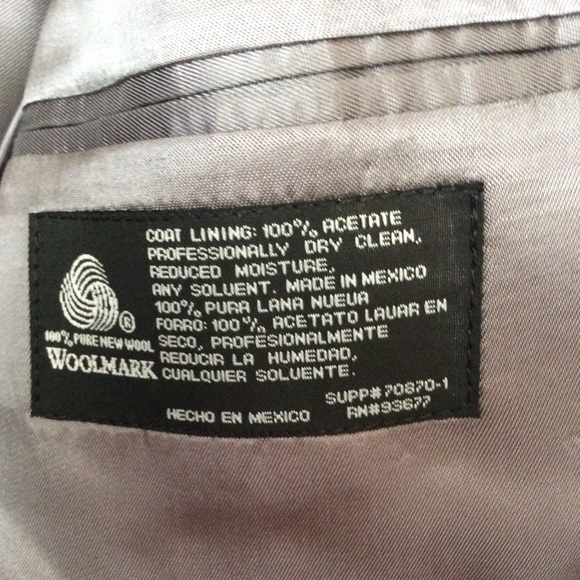 COAT LINING: 100% ACETATE
PROFESSIONALLY DRY CLEAN,
REDUCED MOISTURE,
ANY SOLVENT. MADE IN MEXICO
100% PURA LANA NUEVA
FORRO: 100% ACETATO LAVAR EN
SECO, PROFESIONALMENTE
REDUCIR LA HUMEDAD,
CUALQUIER SOLVENTE.
®
100% PURE NEW WOOL
WOOLMARK
SUPP#70870-1
HECHO EN MEXICO
RN#93677